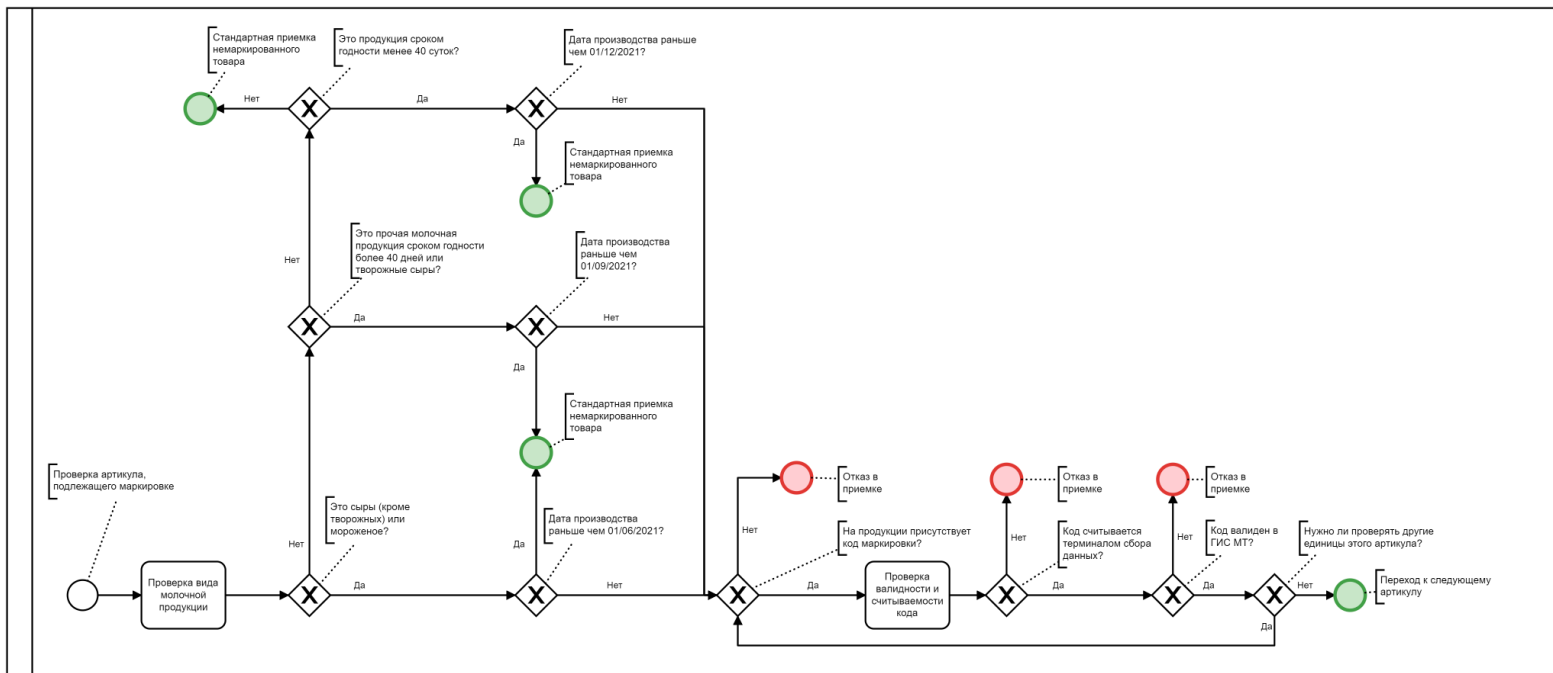 Стандартная приемка
немаркированного
товара
Это продукция сроком
годности менее 40 суток?
Дата производства раньше
чем 01/12/2021?
Нет
Да
Нет
Да
Стандартная приемка
немаркированного
товара
Это прочая молочная
продукция сроком годности
более 40 дней или
творожные сыры?
Дата производства
раньше чем
01/09/2021?
Нет
Да
Нет
Да
Стандартная приемка
немаркированного
товара
Проверка артикула,
подлежащего маркировке
Это сыры (кроме
творожных) или
мороженое?
Дата производства
раньше чем 01/06/2021?
Нет
Да
Проверка вида
молочной
продукции
Да
Нет
Отказ в
приемке
Отказ в
приемке
Отказ в
приемке
Нет
На продукции присутствует
код маркировки?
Нет
Код считывается
терминалом сбора
данных?
Нет
Код валиден в
ГИС МТ?
Нужно ли проверять другие
единицы этого артикула?
Да
Проверка
валидности и
считываемости
кода
Да
Да
Нет
Переход к следующему
артикулу
Да